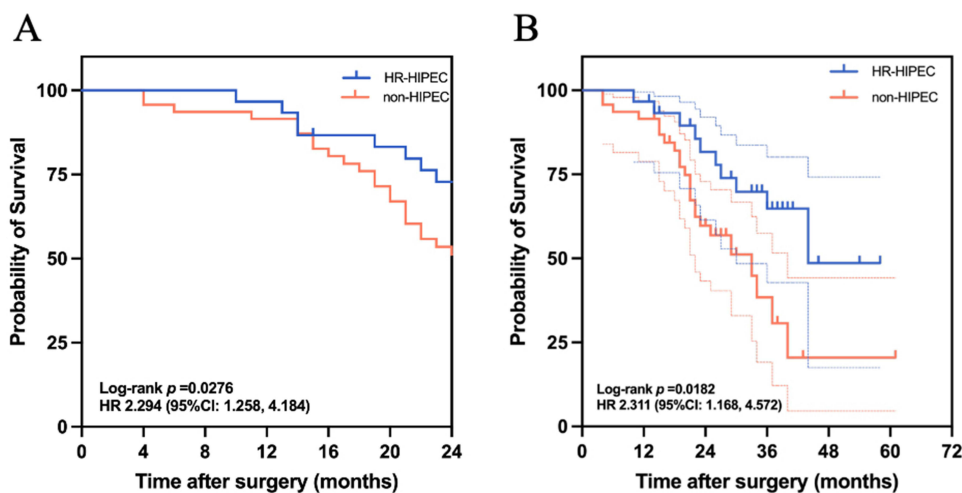 A
Probability of Survival
100
75
50
25
0
HR-HIPEC
non-HIPEC
Log-rank p =0.0276
HR 2.294 (95%CI: 1.258, 4.184)
0 4 8 12 16 20 24
Time after surgery (months)
B
Probability of Survival
100
75
50
25
0
HR-HIPEC
non-HIPEC
Log-rank p =0.0182
HR 2.311 (95%CI: 1.168, 4.572)
0 12 24 36 48 60 72
Time after surgery (months)